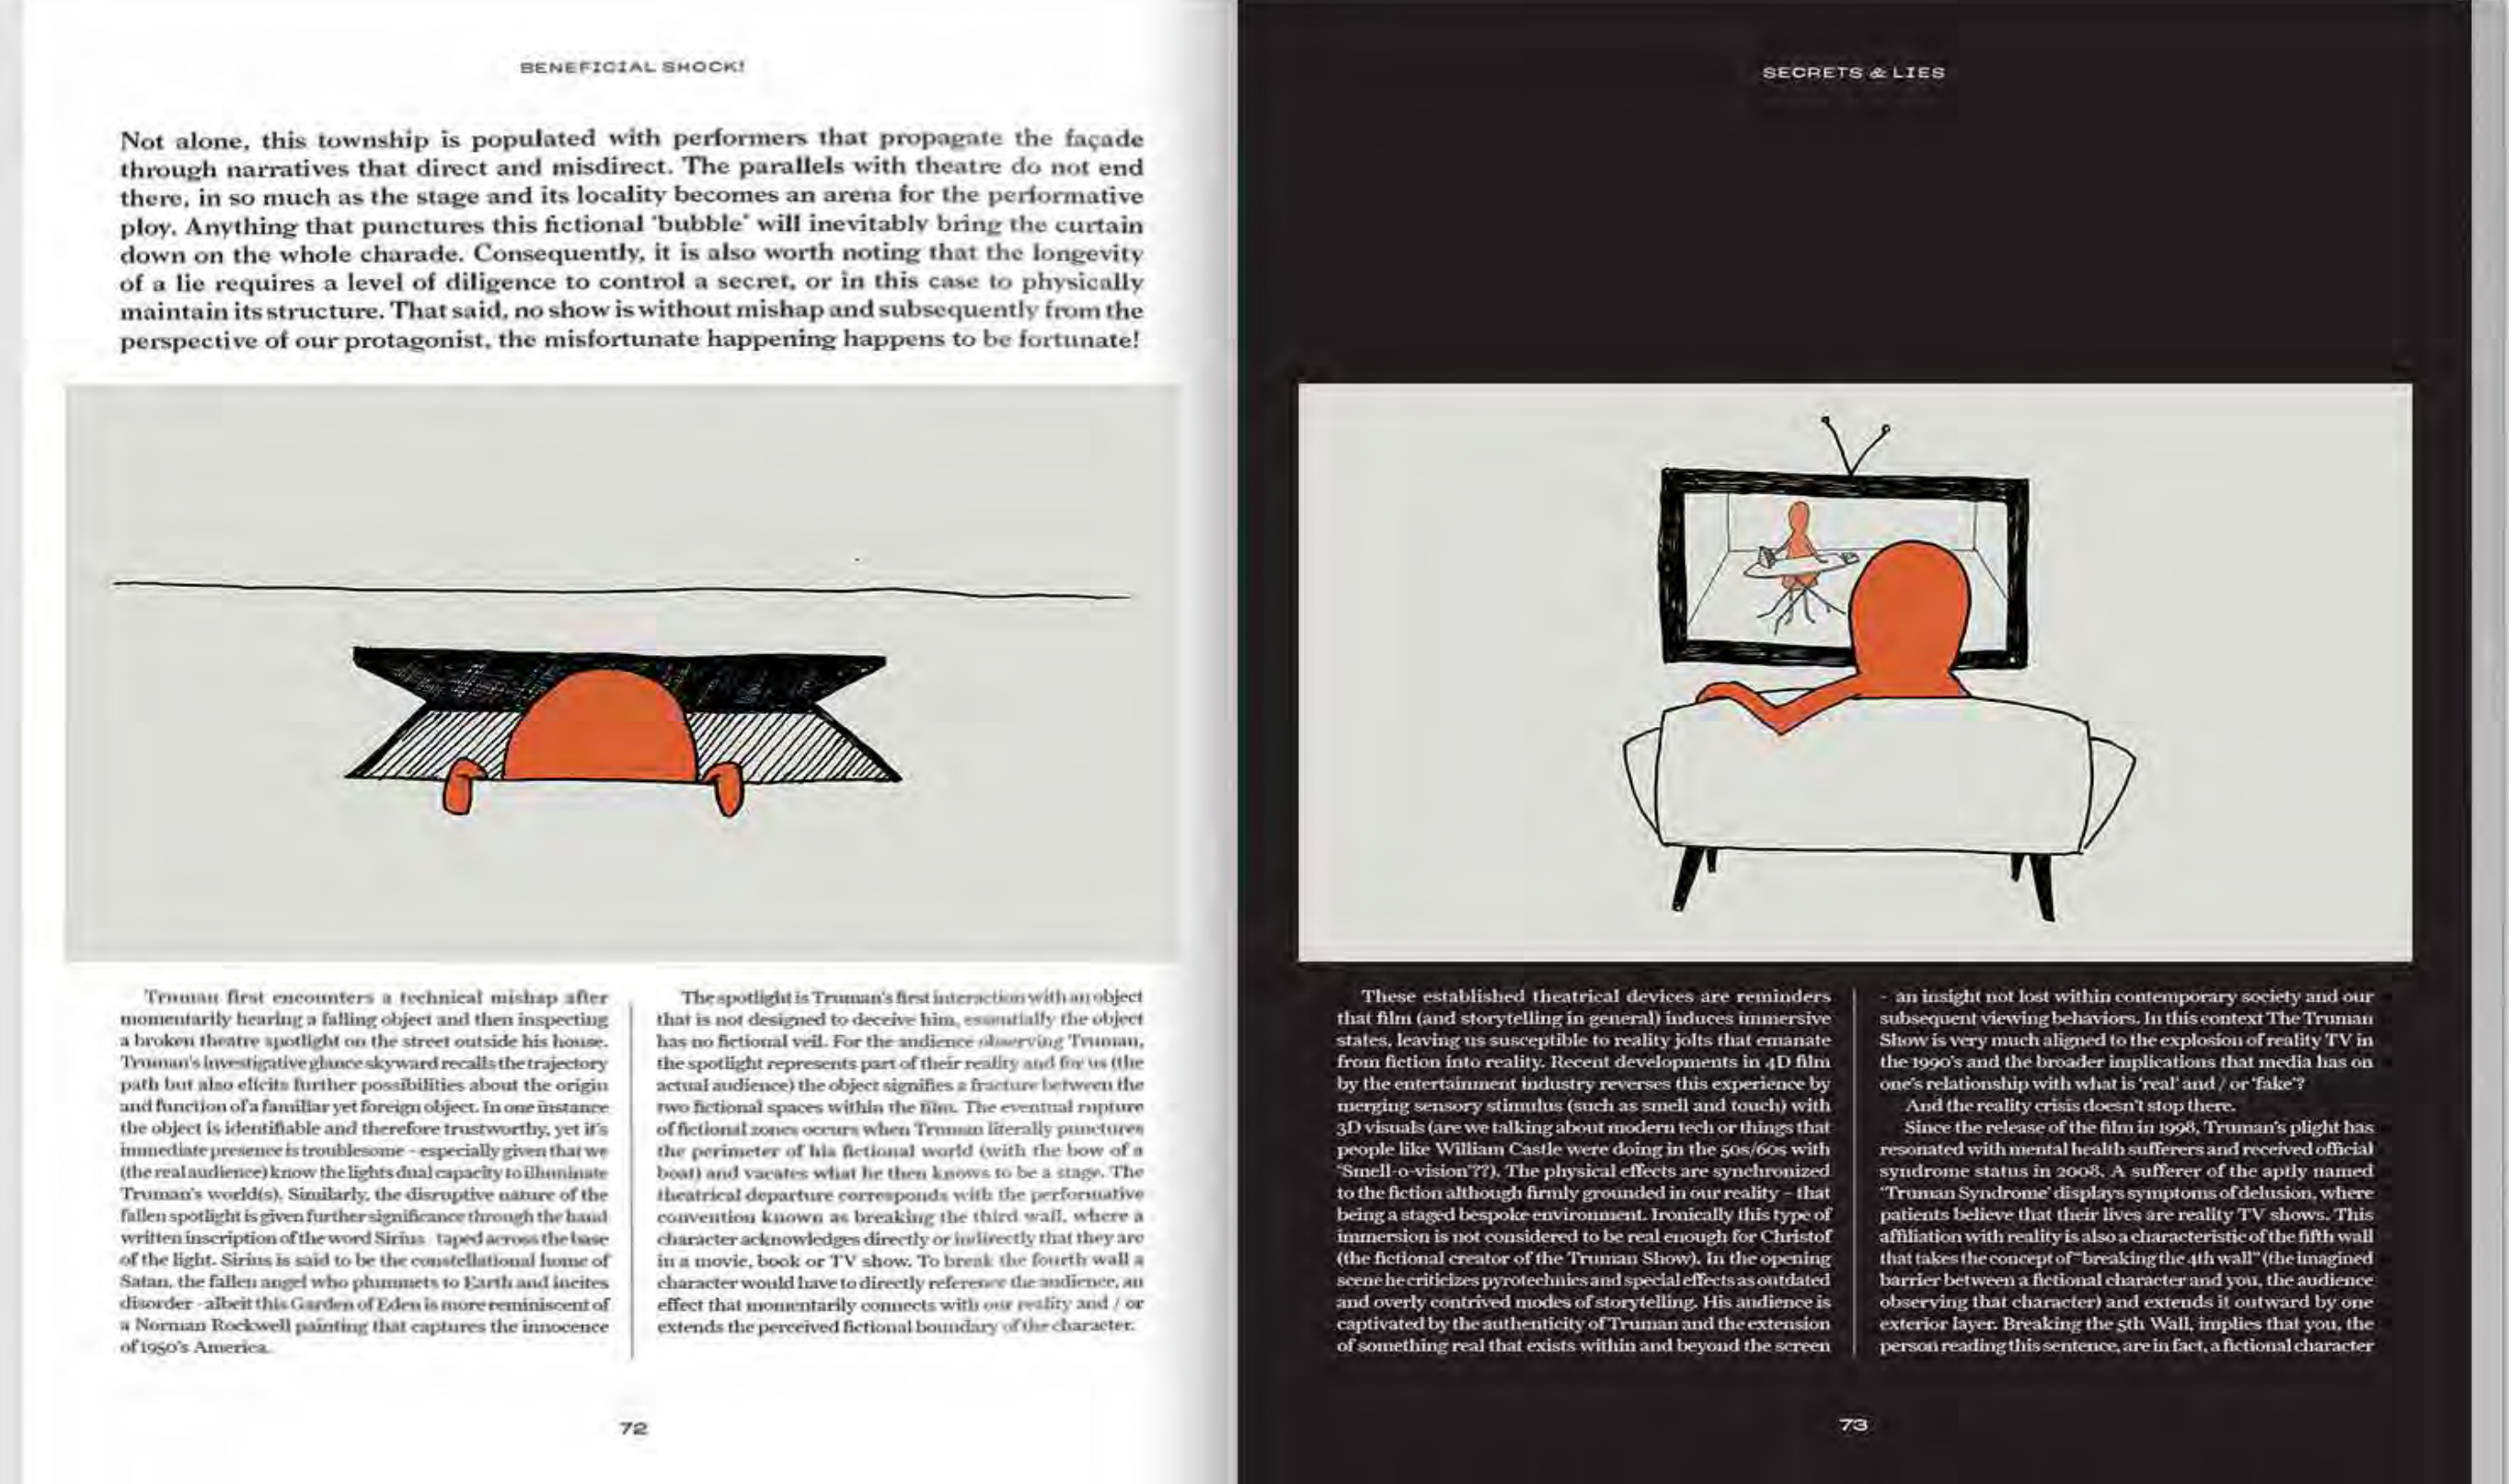 BENEFICIAL SHOCK!
Not alone, this township is populated with performers that propagate the façade
through narratives that direct and misdirect. The parallels with theatre do not end
there, in so much as the stage and its locality becomes an arena for the performative
ploy. Anything that punctures this fictional 'bubble' will inevitably bring the curtain
down on the whole charade. Consequently, it is also worth noting that the longevity
of a lie requires a level of diligence to control a secret, or in this case to physically
maintain its structure. That said, no show is without mishap and subsequently from the
perspective of our protagonist, the misfortunate happening happens to be fortunate!
Truman first encounters a technical mishap after
momentarily hearing a falling object and then inspecting
a broken theatre spotlight on the street outside his house.
Truman's investigative glance skyward recalls the trajectory
path but also elicits further possibilities about the origin
and function of a familiar yet foreign object. In one instance
the object is identifiable and therefore trustworthy, yet it's
immediate presence is troublesome - especially given that we
(the real audience) know the lights dual capacity to illuminate
Truman's world(s). Similarly, the disruptive nature of the
fallen spotlight is given further significance through the hand
written inscription of the word Sirius taped across the base
of the light. Sirius is said to be the constellational home of
Satan, the fallen angel who plummets to Earth and incites
disorder - albeit this Garden of Eden is more reminiscent of
a Norman Rockwell painting that captures the innocence
of 1950's America.
The spotlight is Truman's first interaction with an object
that is not designed to deceive him, essentially the object
has no fictional veil. For the audience observing Truman,
the spotlight represents part of their reality and for us (the
actual audience) the object signifies a fracture between the
two fictional spaces within the film. The eventual rupture
of fictional zones occurs when Truman literally punctures
the perimeter of his fictional world (with the bow of a
boat) and vacates what he then knows to be a stage. The
theatrical departure corresponds with the performative
convention known as breaking the third wall, where a
character acknowledges directly or indirectly that they are
in a movie, book or TV show. To break the fourth wall a
character would have to directly reference the audience, an
effect that momentarily connects with our reality and / or
extends the perceived fictional boundary of the character.
72
SECRETS & LIES
These established theatrical devices are reminders
that film (and storytelling in general) induces immersive
states, leaving us susceptible to reality jolts that emanate
from fiction into reality. Recent developments in 4D film
by the entertainment industry reverses this experience by
merging sensory stimulus (such as smell and touch) with
3D visuals (are we talking about modern tech or things that
people like William Castle were doing in the 50s/60s with
"Smell-o-vision"??). The physical effects are synchronized
to the fiction although firmly grounded in our reality – that
being a staged bespoke environment. Ironically this type of
immersion is not considered to be real enough for Christof
(the fictional creator of the Truman Show). In the opening
scene he criticizes pyrotechnics and special effects as outdated
and overly contrived modes of storytelling. His audience is
captivated by the authenticity of Truman and the extension
of something real that exists within and beyond the screen
- an insight not lost within contemporary society and our
subsequent viewing behaviors. In this context The Truman
Show is very much aligned to the explosion of reality TV in
the 1990's and the broader implications that media has on
one's relationship with what is 'real' and / or 'fake'?
And the reality crisis doesn't stop there.
Since the release of the film in 1998, Truman's plight has
resonated with mental health sufferers and received official
syndrome status in 2008. A sufferer of the aptly named
'Truman Syndrome' displays symptoms of delusion, where
patients believe that their lives are reality TV shows. This
affiliation with reality is also a characteristic of the fifth wall
that takes the concept of "breaking the 4th wall" (the imagined
barrier between a fictional character and you, the audience
observing that character) and extends it outward by one
exterior layer. Breaking the 5th Wall, implies that you, the
person reading this sentence, are in fact, a fictional character
73